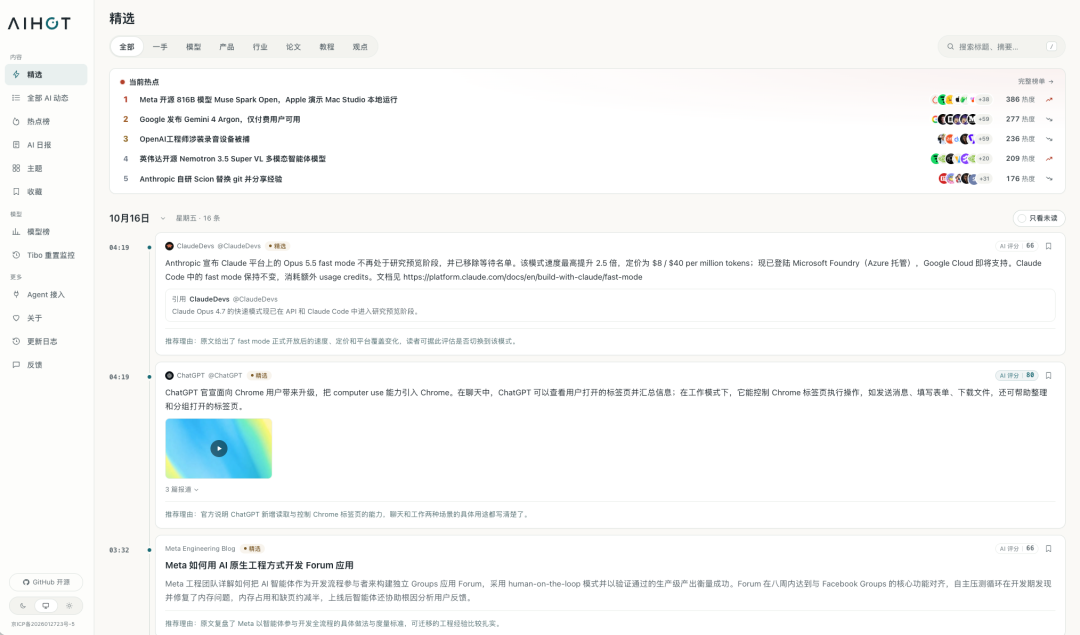 AIHOT
内容
精选
全部 AI 动态
热点榜
AI 日报
主题
收藏
模型
模型榜
Tibo 重置监控
更多
Agent 接入
关于
更新日志
反馈
GitHub 开源
京ICP备2026012723号-5
精选
全部 一手 模型 产品 行业 论文 教程 观点
搜索标题、摘要... /
当前热点 完整榜单 →
1 Meta 开源 816B 模型 Muse Spark Open，Apple 演示 Mac Studio 本地运行 +38 386 热度
2 Google 发布 Gemini 4 Argon，仅付费用户可用 +59 277 热度
3 OpenAI工程师涉装录音设备被捕 +59 236 热度
4 英伟达开源 Nemotron 3.5 Super VL 多模态智能体模型 +20 209 热度
5 Anthropic 自研 Scion 替换 git 并分享经验 +31 176 热度
10月16日 星期五 · 16 条 只看未读
04:19 ClaudeDevs @ClaudeDevs 精选 AI 评分 66
Anthropic 宣布 Claude 平台上的 Opus 5.5 fast mode 不再处于研究预览阶段，并已移除等待名单。该模式速度最高提升 2.5 倍，定价为 $8 / $40 per million tokens；现已登陆 Microsoft Foundry（Azure 托管），Google Cloud 即将支持。Claude
Code 中的 fast mode 保持不变，消耗额外 usage credits。文档见 https://platform.claude.com/docs/en/build-with-claude/fast-mode
引用 ClaudeDevs @ClaudeDevs
Claude Opus 4.7 的快速模式现已在 API 和 Claude Code 中进入研究预览阶段。
推荐理由：原文给出了 fast mode 正式开放后的速度、定价和平台覆盖变化，读者可据此评估是否切换到该模式。
04:19 ChatGPT @ChatGPT 精选 AI 评分 80
ChatGPT 官宣面向 Chrome 用户带来升级，把 computer use 能力引入 Chrome。在聊天中，ChatGPT 可以查看用户打开的标签页并汇总信息；在工作模式下，它能控制 Chrome 标签页执行操作，如发送消息、填写表单、下载文件，还可帮助整理
和分组打开的标签页。
3 篇报道
推荐理由：官方说明 ChatGPT 新增读取与控制 Chrome 标签页的能力，聊天和工作两种场景的具体用途都写清楚了。
03:32 Meta Engineering Blog 精选 AI 评分 66
Meta 如何用 AI 原生工程方式开发 Forum 应用
Meta 工程团队详解如何把 AI 智能体作为开发流程参与者来构建独立 Groups 应用 Forum，采用 human-on-the-loop 模式并以验证通过的生产级产出衡量成功。Forum 在八周内达到与 Facebook Groups 的核心功能对齐，自主压测循环在开发期发现
并修复了内存问题，内存占用和缺页约减半，上线后智能体还协助根因分析用户反馈。
推荐理由：原文复盘了 Meta 以智能体参与开发全流程的具体做法与度量标准，可迁移的工程经验比较扎实。